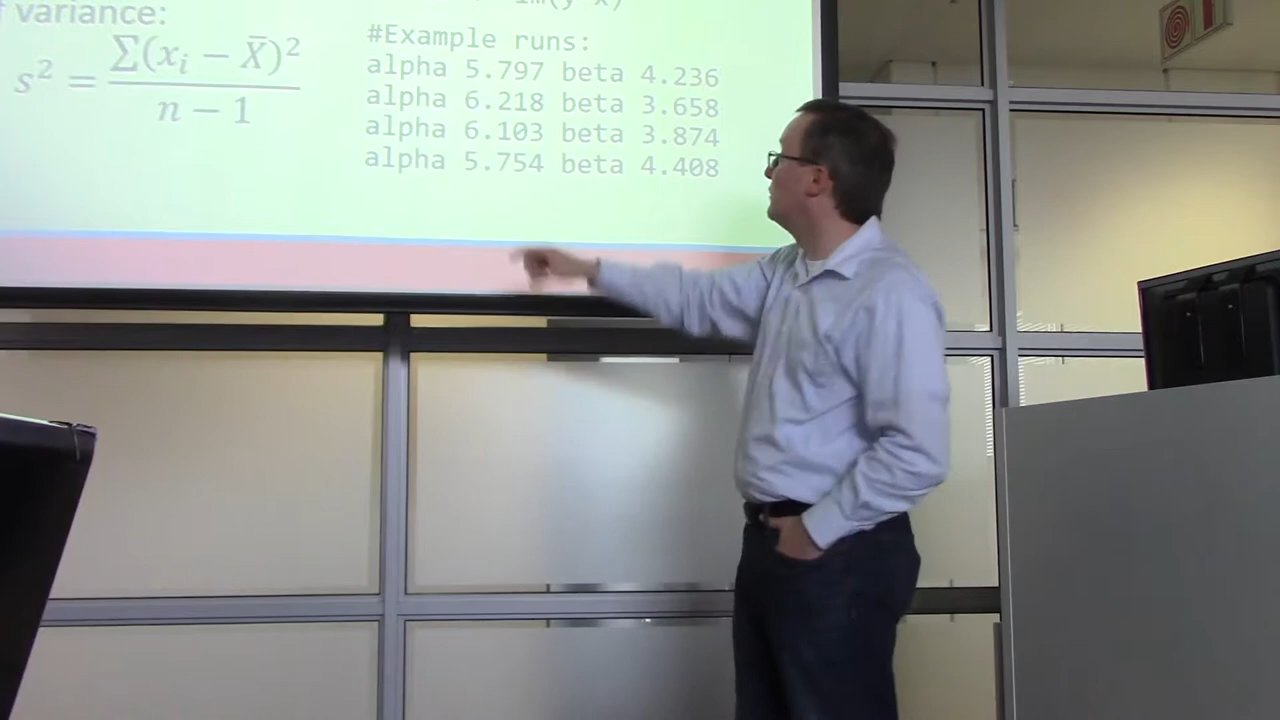 variance:
s² = ∑(xᵢ − X̄)² / n − 1
lm(y~x)
#Example runs:
alpha 5.797 beta 4.236
alpha 6.218 beta 3.658
alpha 6.103 beta 3.874
alpha 5.754 beta 4.408